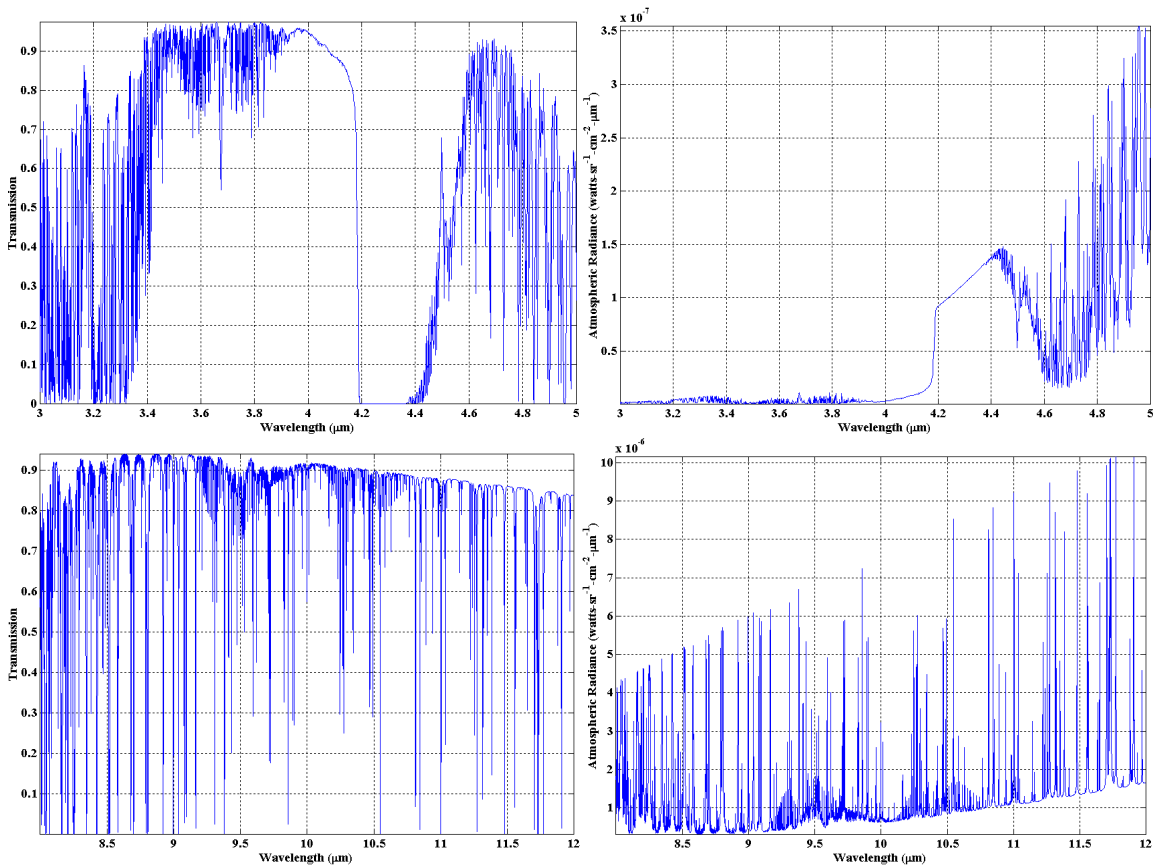 0.9
0.8
0.7
0.6
0.5
0.4
0.3
0.2
0.1
0
Transmission
3 3.2 3.4 3.6 3.8 4 4.2 4.4 4.6 4.8 5
Wavelength (μm)
x 10⁻⁷
3.5
3
2.5
2
1.5
1
0.5
Atmospheric Radiance (watts-sr⁻¹-cm⁻²-μm⁻¹)
3 3.2 3.4 3.6 3.8 4 4.2 4.4 4.6 4.8 5
Wavelength (μm)
0.9
0.8
0.7
0.6
0.5
0.4
0.3
0.2
0.1
Transmission
8.5 9 9.5 10 10.5 11 11.5 12
Wavelength (μm)
x 10⁻⁶
10
9
8
7
6
5
4
3
2
1
Atmospheric Radiance (watts-sr⁻¹-cm⁻²-μm⁻¹)
8.5 9 9.5 10 10.5 11 11.5 12
Wavelength (μm)